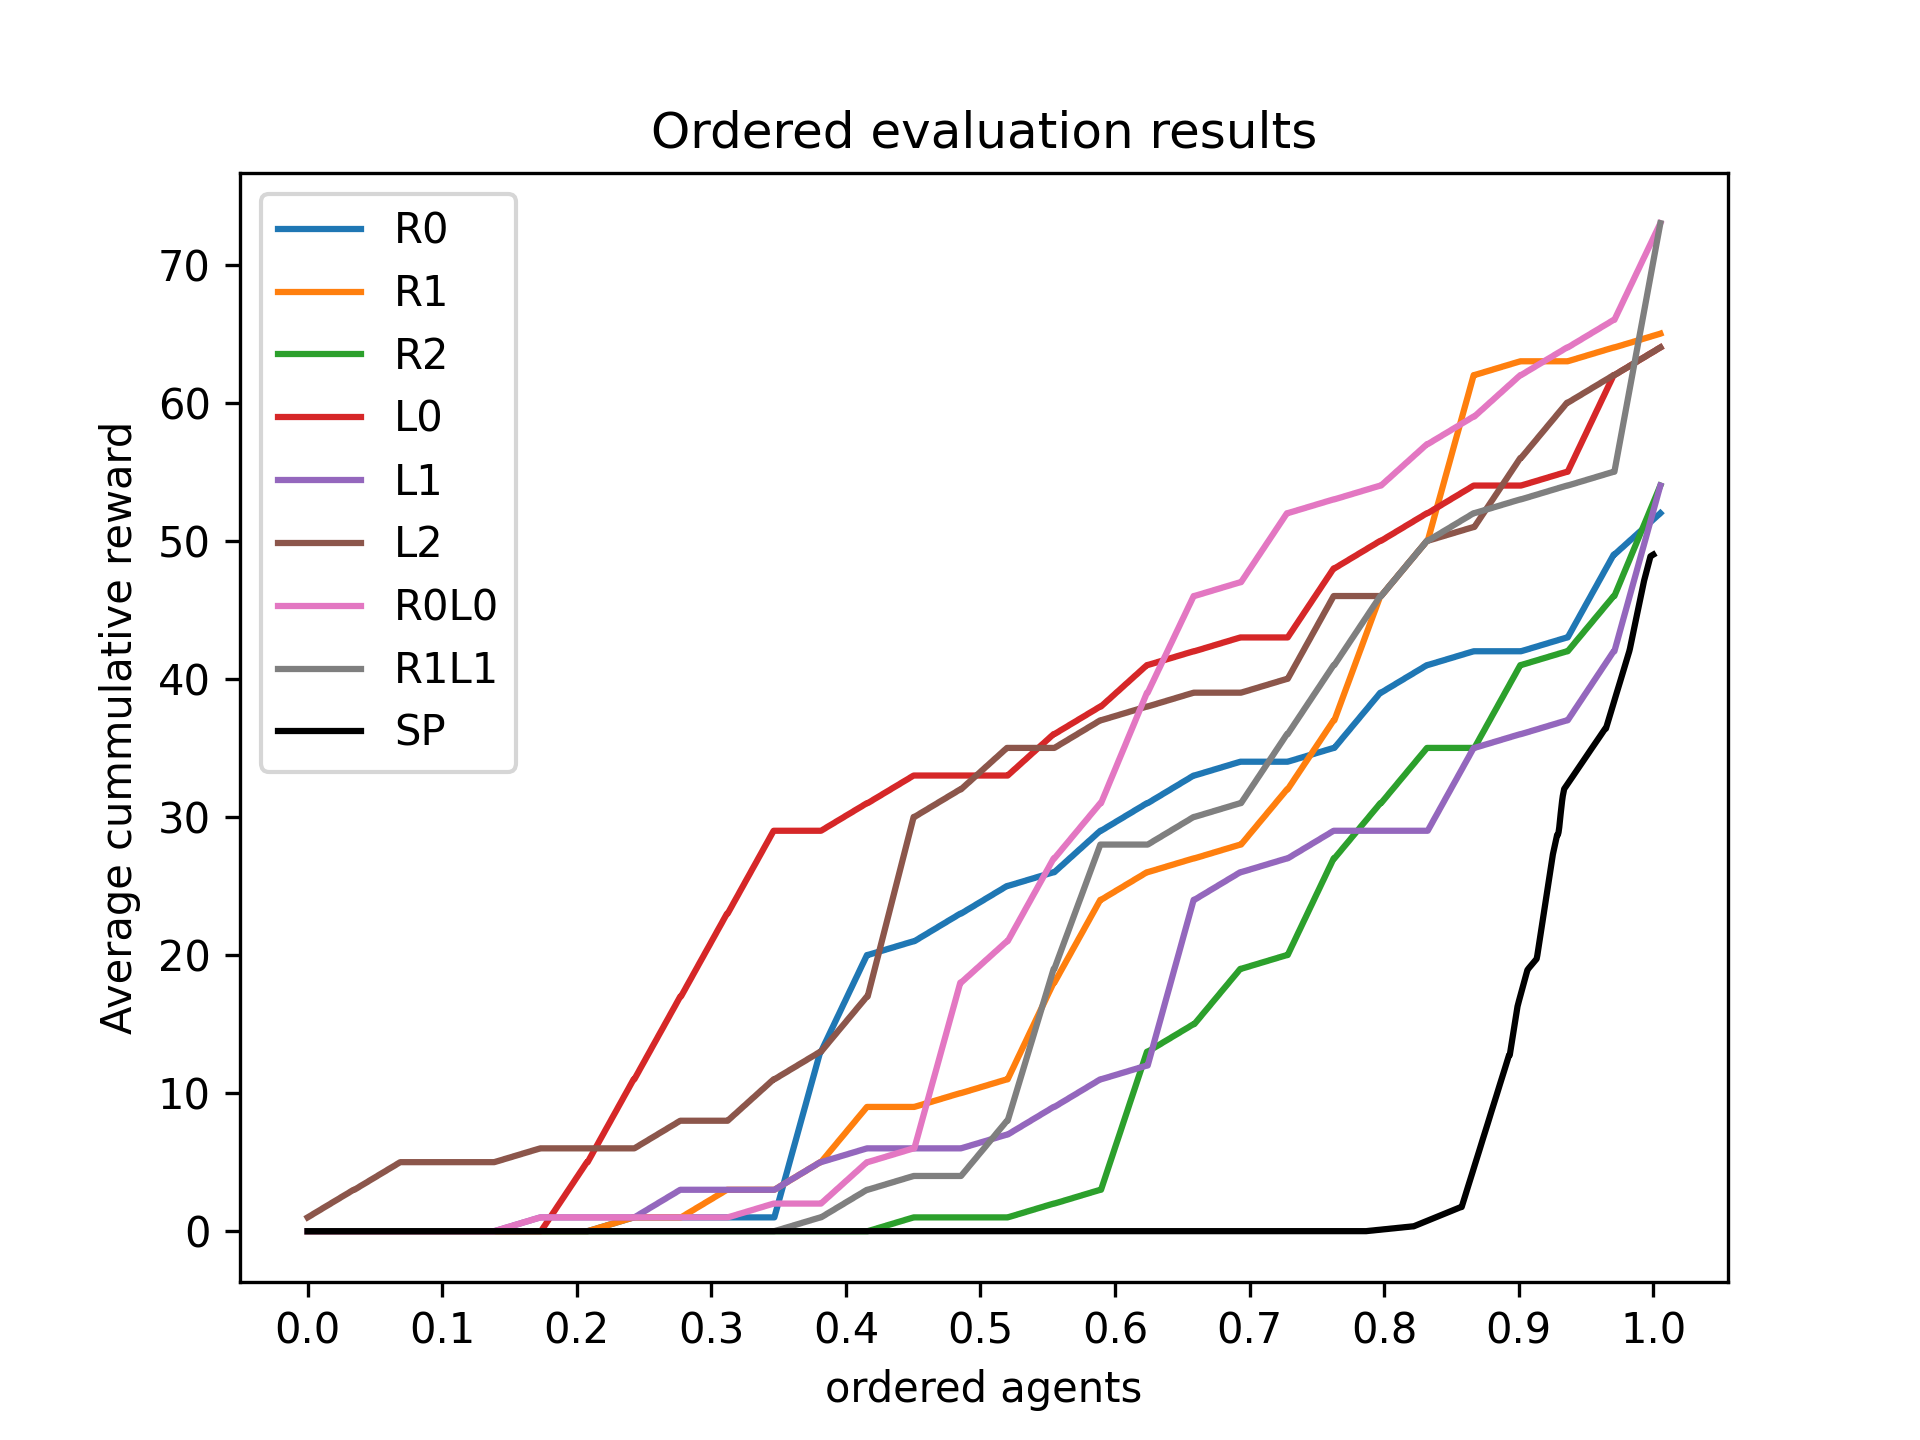 Ordered evaluation results
Average cummulative reward
70
60
50
40
30
20
10
0
R0
R1
R2
L0
L1
L2
R0L0
R1L1
SP
0.0 0.1 0.2 0.3 0.4 0.5 0.6 0.7 0.8 0.9 1.0
ordered agents